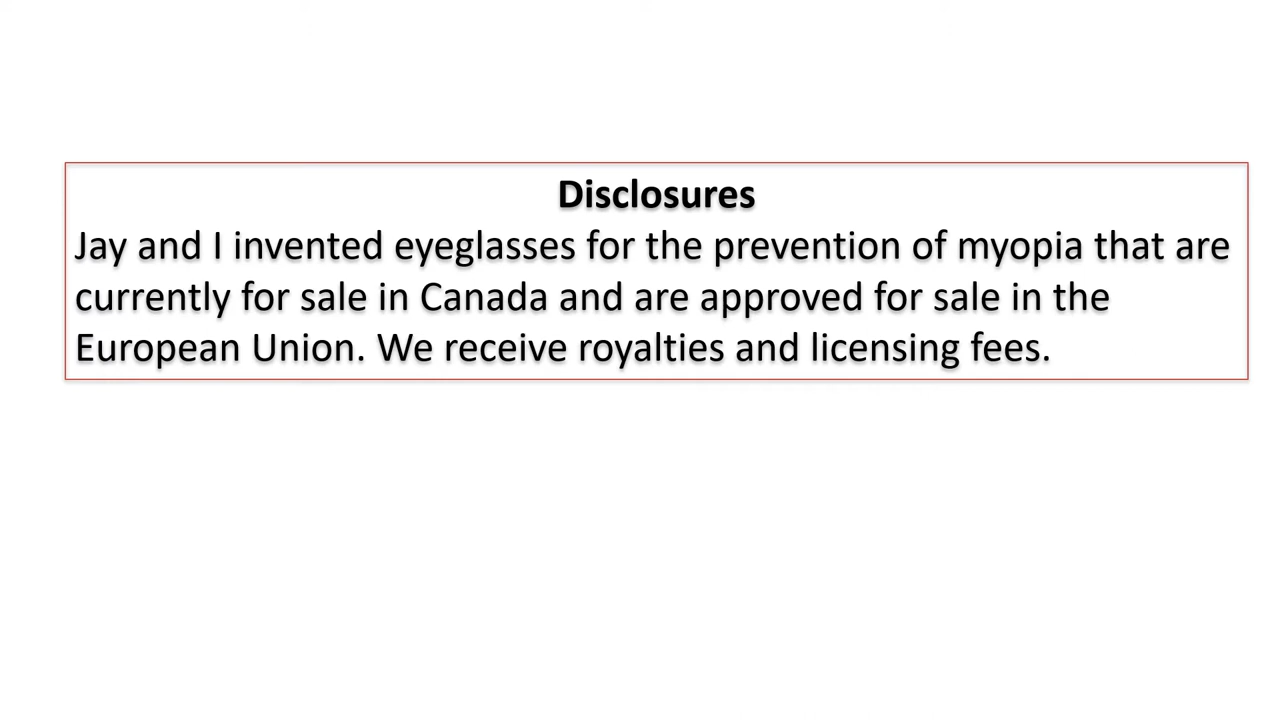 Disclosures
Jay and I invented eyeglasses for the prevention of myopia that are
currently for sale in Canada and are approved for sale in the
European Union. We receive royalties and licensing fees.